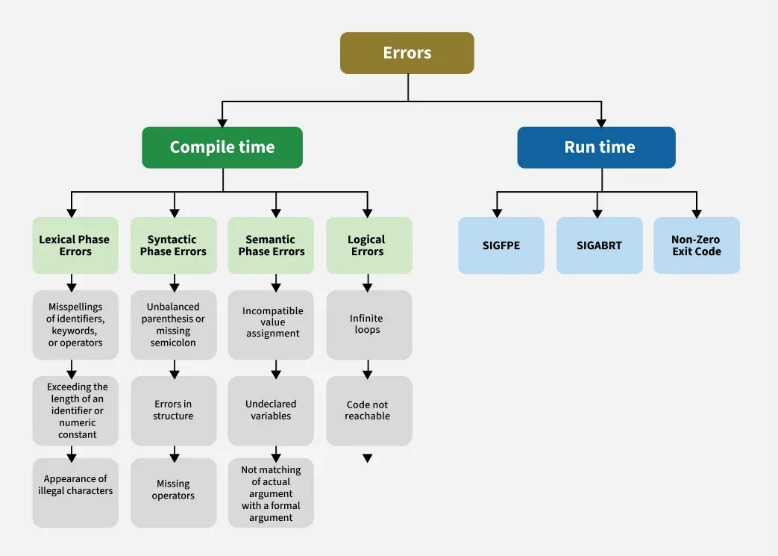 Errors
Compile time
Run time
Lexical Phase
Errors
Syntactic
Phase Errors
Semantic
Phase Errors
Logical
Errors
SIGFPE
SIGABRT
Non-Zero
Exit Code
Misspellings
of identifiers,
keywords,
or operators
Unbalanced
parenthesis or
missing
semicolon
Incompatible
value
assignment
Infinite
loops
Exceeding the
length of an
identifier or
numeric
constant
Errors in
structure
Undeclared
variables
Code not
reachable
Appearance of
illegal characters
Missing
operators
Not matching
of actual
argument
with a formal
argument